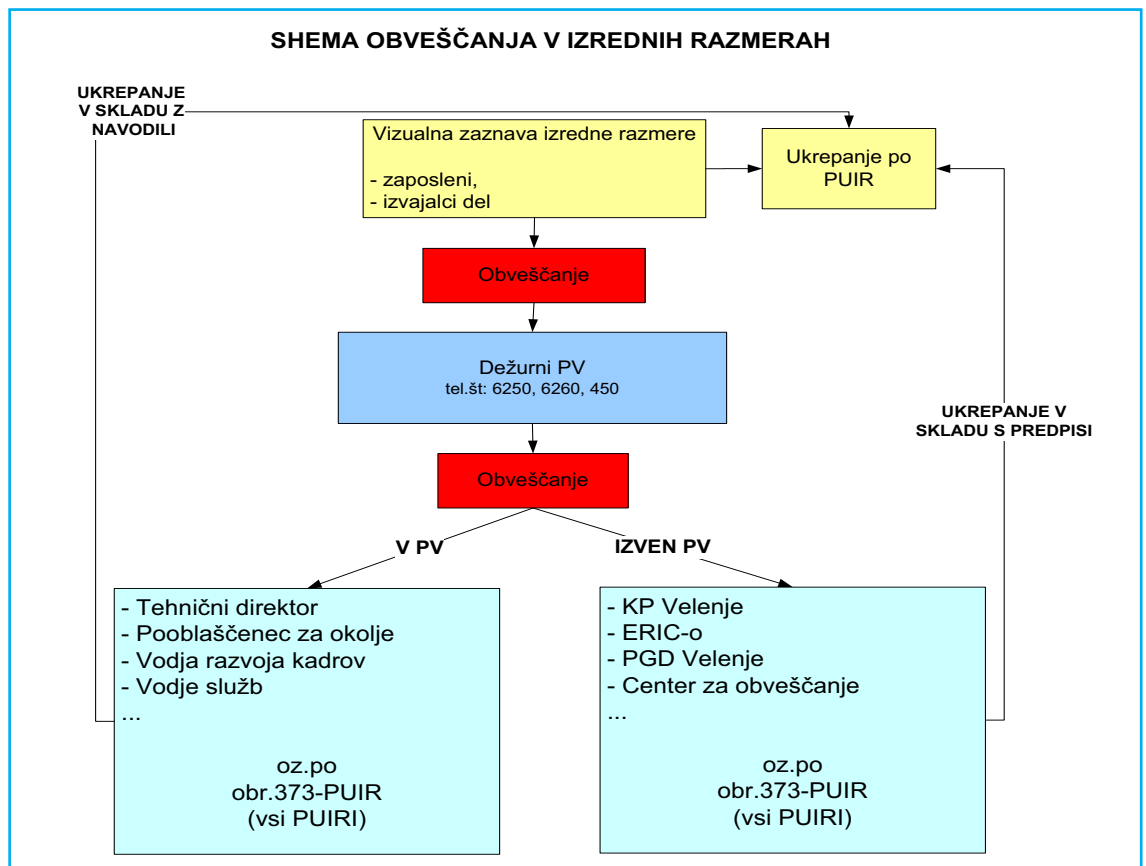 SHEMA OBVEŠČANJA V IZREDNIH RAZMERAH
UKREPANJE
V SKLADU Z
NAVODILI
Vizualna zaznava izredne razmere
- zaposleni,
- izvajalci del
Ukrepanje po
PUIR
Obveščanje
Dežurni PV
tel.št: 6250, 6260, 450
UKREPANJE V
SKLADU S PREDPISI
Obveščanje
V PV
IZVEN PV
- Tehnični direktor
- Pooblaščenec za okolje
- Vodja razvoja kadrov
- Vodje služb
...
oz.po
obr.373-PUIR
(vsi PUIRI)
- KP Velenje
- ERIC-o
- PGD Velenje
- Center za obveščanje
...
oz.po
obr.373-PUIR
(vsi PUIRI)